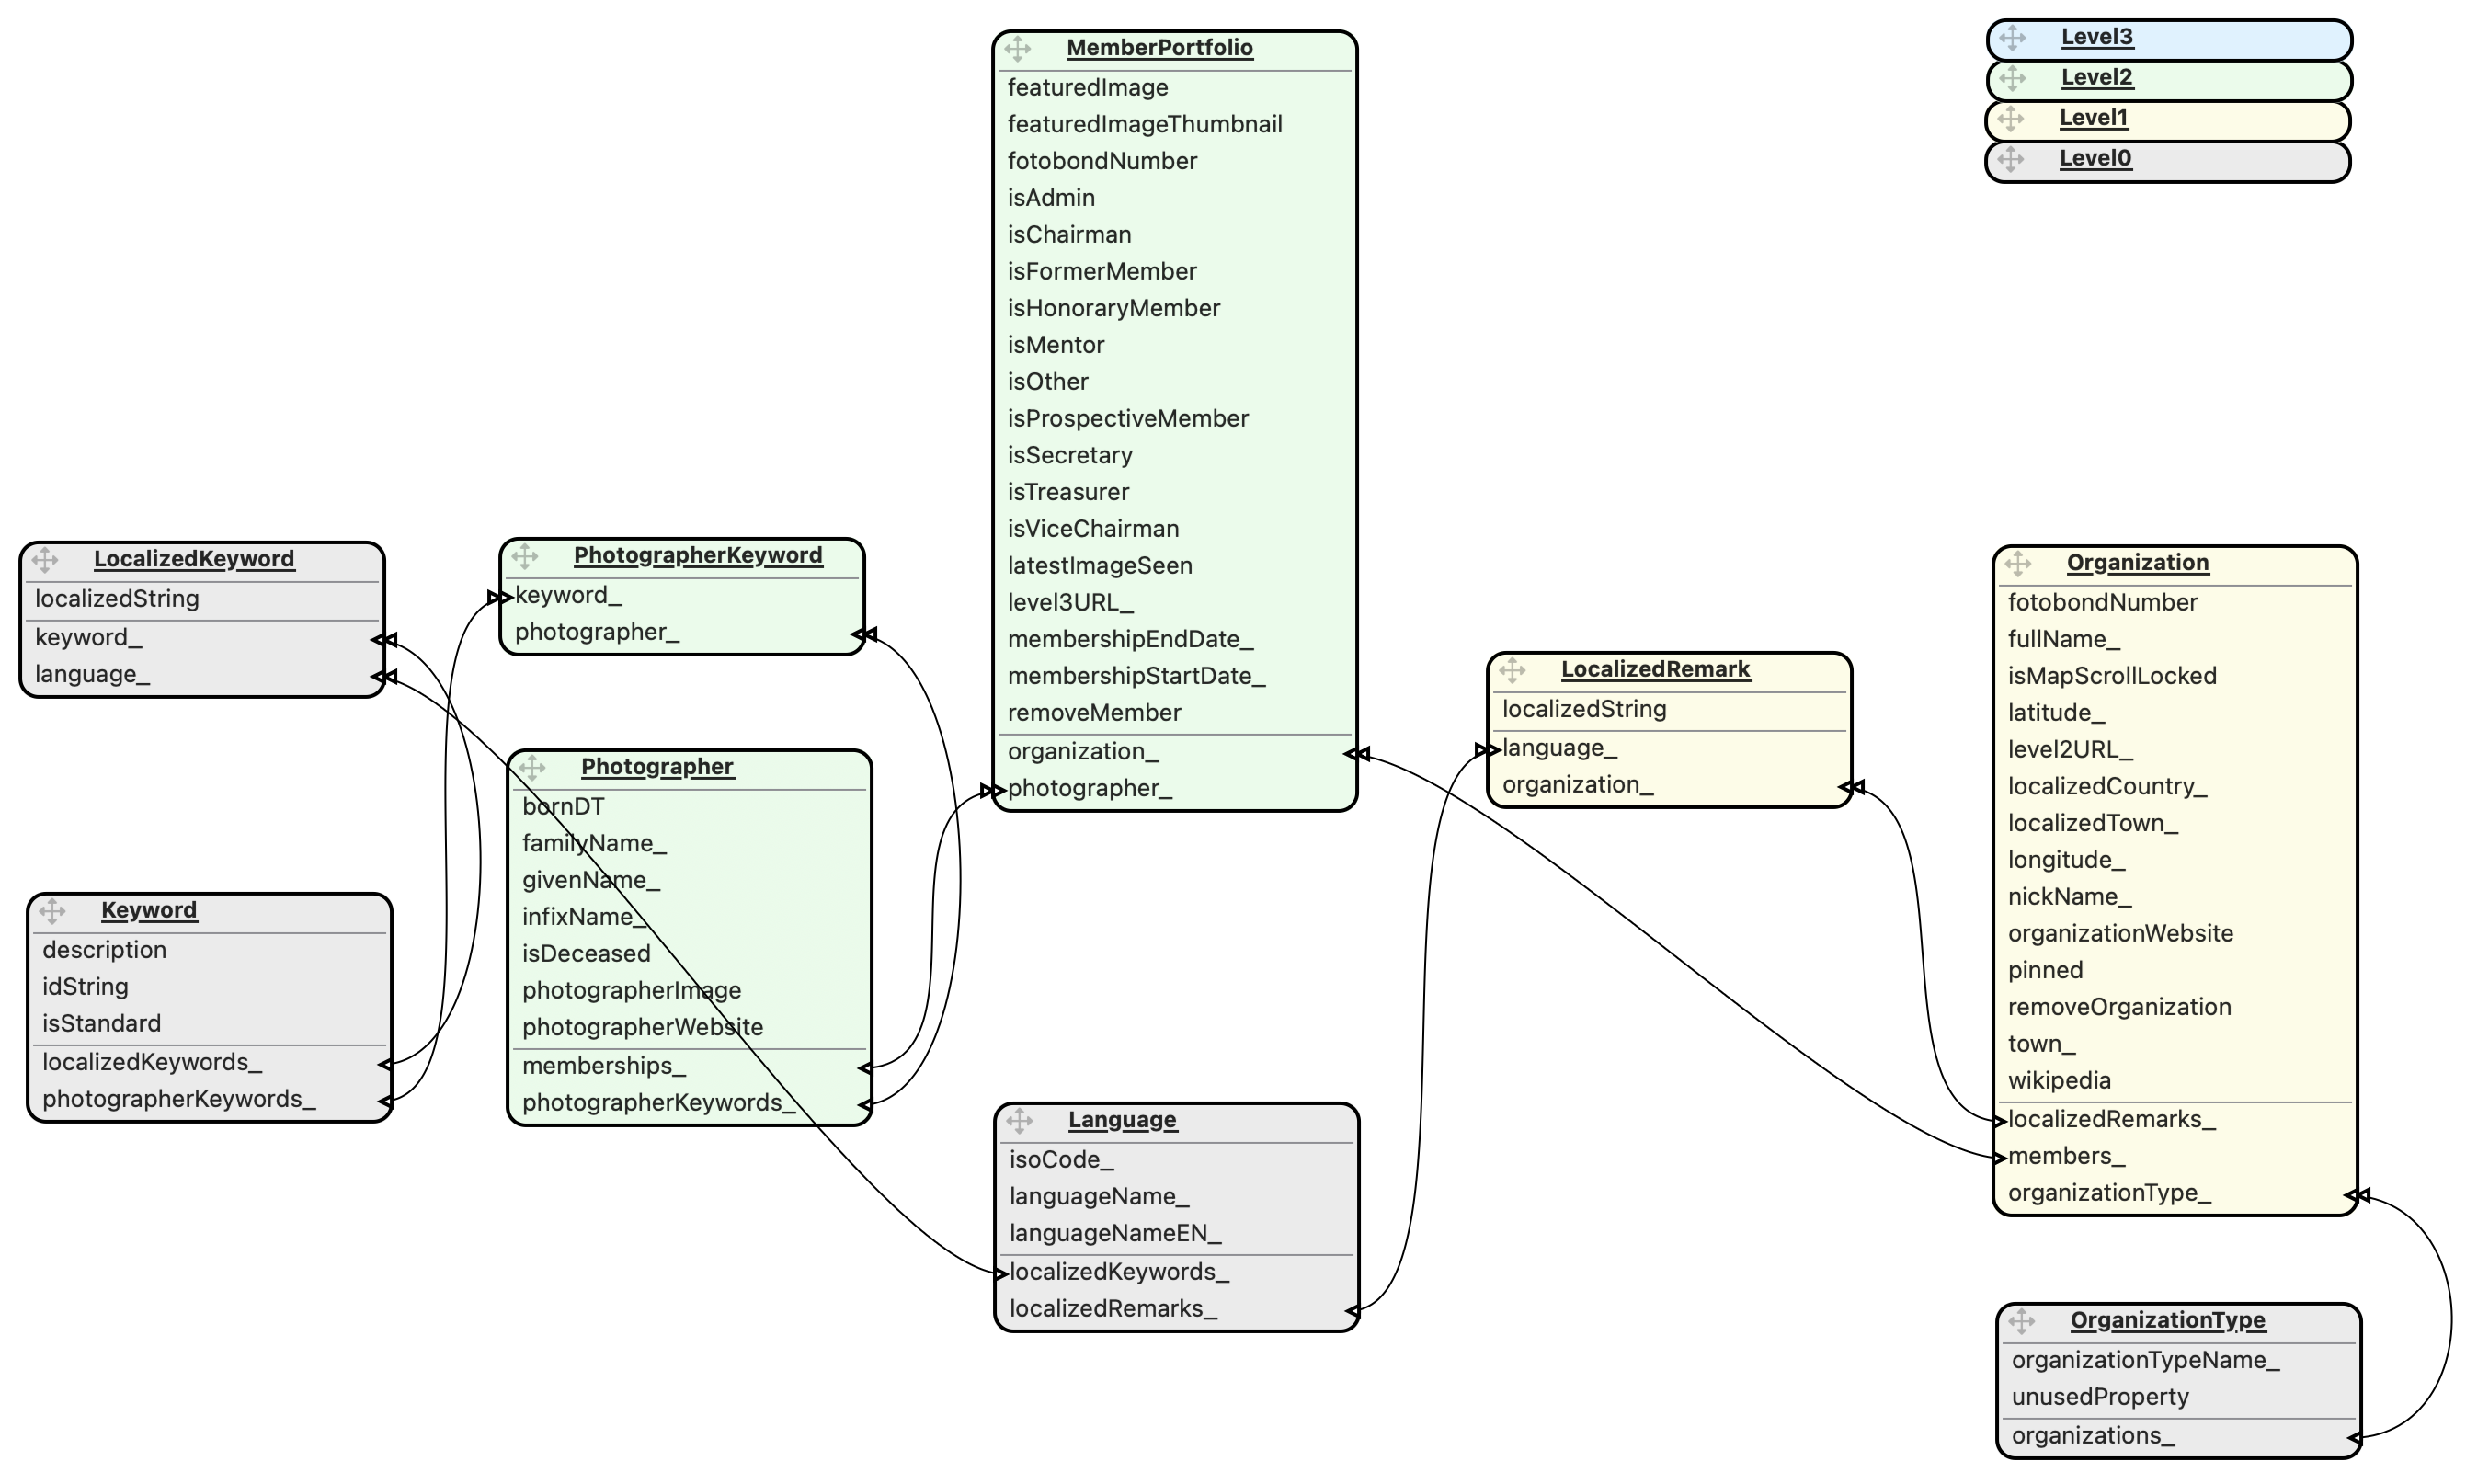 MemberPortfolio
featuredImage
featuredImageThumbnail
fotobondNumber
isAdmin
isChairman
isFormerMember
isHonoraryMember
isMentor
isOther
isProspectiveMember
isSecretary
isTreasurer
isViceChairman
latestImageSeen
level3URL_
membershipEndDate_
membershipStartDate_
removeMember
organization_
photographer_
Level3
Level2
Level1
Level0
LocalizedKeyword
localizedString
keyword_
language_
PhotographerKeyword
keyword_
photographer_
Keyword
description
idString
isStandard
localizedKeywords_
photographerKeywords_
Photographer
bornDT
familyName_
givenName_
infixName_
isDeceased
photographerImage
photographerWebsite
memberships_
photographerKeywords_
Language
isoCode_
languageName_
languageNameEN_
localizedKeywords_
localizedRemarks_
LocalizedRemark
localizedString
language_
organization_
Organization
fotobondNumber
fullName_
isMapScrollLocked
latitude_
level2URL_
localizedCountry_
localizedTown_
longitude_
nickName_
organizationWebsite
pinned
removeOrganization
town_
wikipedia
localizedRemarks_
members_
organizationType_
OrganizationType
organizationTypeName_
unusedProperty
organizations_